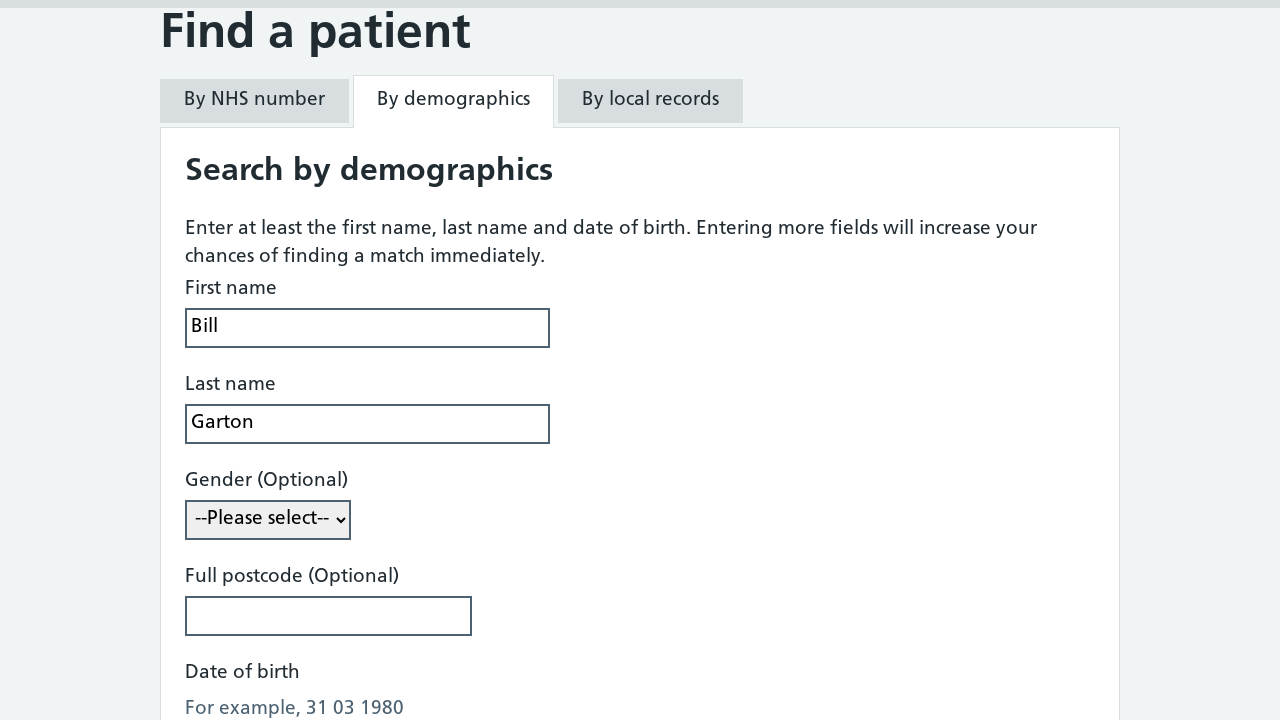 Find a patient
By NHS number
By demographics
By local records
Search by demographics
Enter at least the first name, last name and date of birth. Entering more fields will increase your
chances of finding a match immediately.
First name
Bill
Last name
Garton
Gender (Optional)
--Please select--
Full postcode (Optional)
Date of birth
For example, 31 03 1980